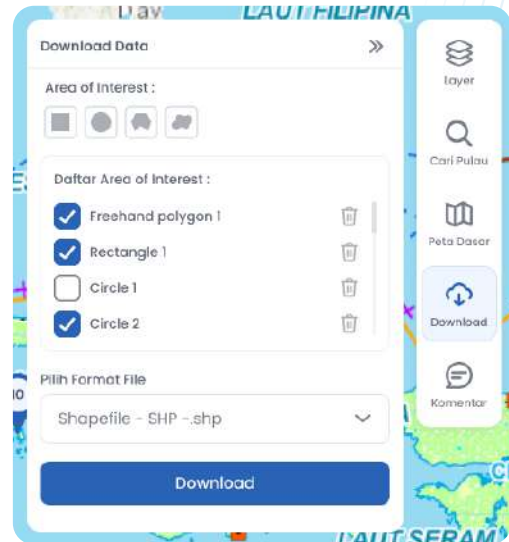 Day
LAUT FILIPINA
Download Data
Area of Interest :
Daftar Area of Interest :
Freehand polygon 1
Rectangle 1
Circle 1
Circle 2
Pilih Format File
Shapefile - SHP -.shp
Download
Layer
Cari Pulau
Peta Dasar
Download
Komentar
LAUT SERAM